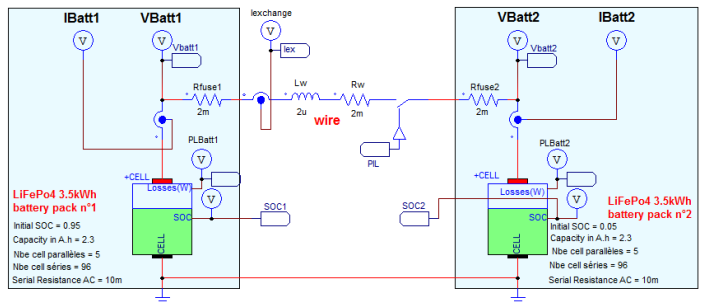 IBatt1
VBatt1
Iexchange
VBatt2
IBatt2
V
V
V
V
V
Vbatt1
Iex
Vbatt2
Rfuse1
Lw
Rw
Rfuse2
2m
2u
2m
2m
wire
PIL
PLBatt1
V
PLBatt2
V
+CELL
Losses(W)
V
+CELL
Losses(W)
V
LiFePo4 3.5kWh
battery pack n°1
SOC
SOC1
SOC2
SOC
LiFePo4 3.5kWh
battery pack n°2
Initial SOC = 0.95
Capacity in A.h = 2.3
Nbe cell parallèles = 5
Nbe cell séries = 96
Serial Resistance AC = 10m
CELL
CELL
Initial SOC = 0.05
Capacity in A.h = 2.3
Nbe cell parallèles = 5
Nbe cell séries = 96
Serial Resistance AC = 10m